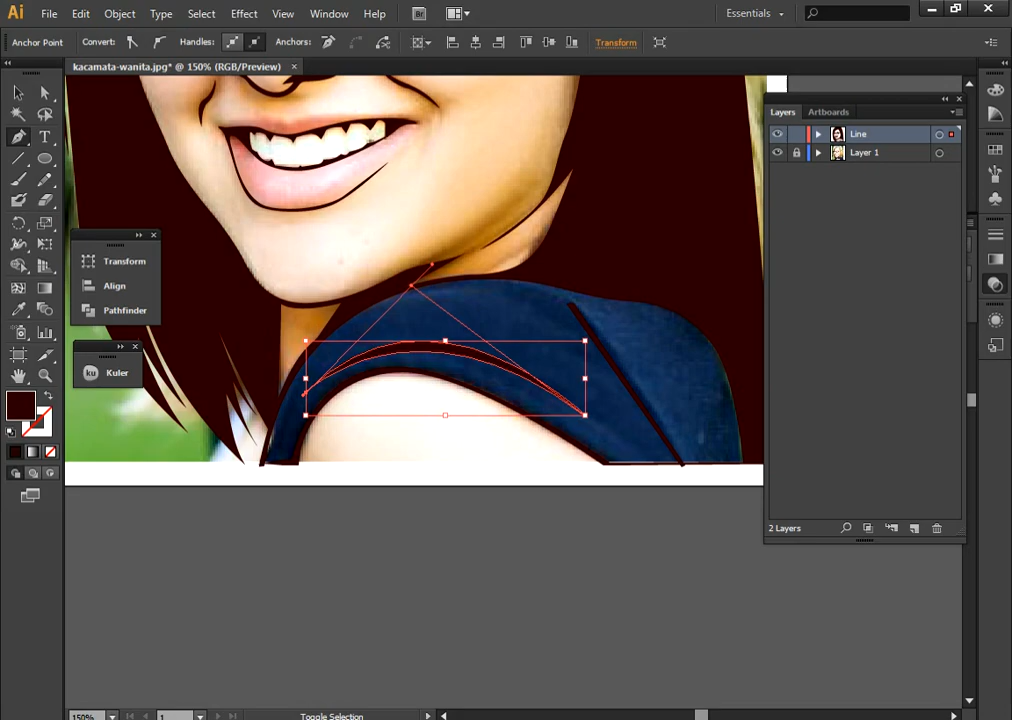 Ai File Edit Object Type Select Effect View Window Help Br Essentials
Anchor Point Convert: Handles: Anchors: Transform
kacamata-wanita.jpg* @ 150% (RGB/Preview) ×
Layers Artboards
Line
Layer 1
Transform
Align
Pathfinder
ku Kuler
2 Layers
150% 1 Toggle Selection